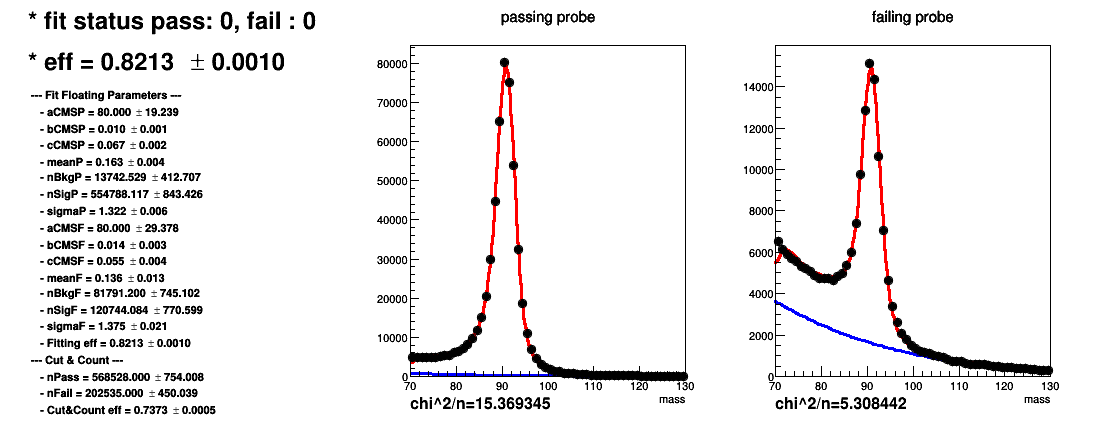 * fit status pass: 0, fail : 0
* eff = 0.8213 ± 0.0010
--- Fit Floating Parameters ---
- aCMSP = 80.000 ± 19.239
- bCMSP = 0.010 ± 0.001
- cCMSP = 0.067 ± 0.002
- meanP = 0.163 ± 0.004
- nBkgP = 13742.529 ± 412.707
- nSigP = 554788.117 ± 843.426
- sigmaP = 1.322 ± 0.006
- aCMSF = 80.000 ± 29.378
- bCMSF = 0.014 ± 0.003
- cCMSF = 0.055 ± 0.004
- meanF = 0.136 ± 0.013
- nBkgF = 81791.200 ± 745.102
- nSigF = 120744.084 ± 770.599
- sigmaF = 1.375 ± 0.021
- Fitting eff = 0.8213 ± 0.0010
--- Cut & Count ---
- nPass = 568528.000 ± 754.008
- nFail = 202535.000 ± 450.039
- Cut&Count eff = 0.7373 ± 0.0005
passing probe
80000
70000
60000
50000
40000
30000
20000
10000
0
70 80 90 100 110 120 130
mass
chi^2/n=15.369345
failing probe
14000
12000
10000
8000
6000
4000
2000
0
70 80 90 100 110 120 130
mass
chi^2/n=5.308442